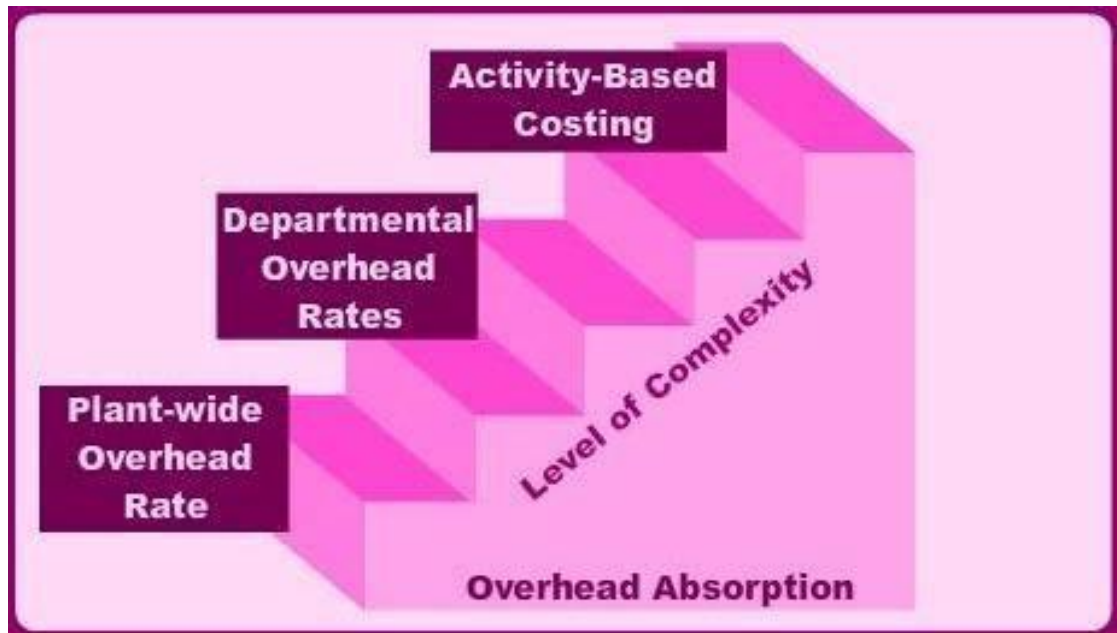 Activity-Based
Costing
Departmental
Overhead
Rates
Plant-wide
Overhead
Rate
Level of Complexity
Overhead Absorption